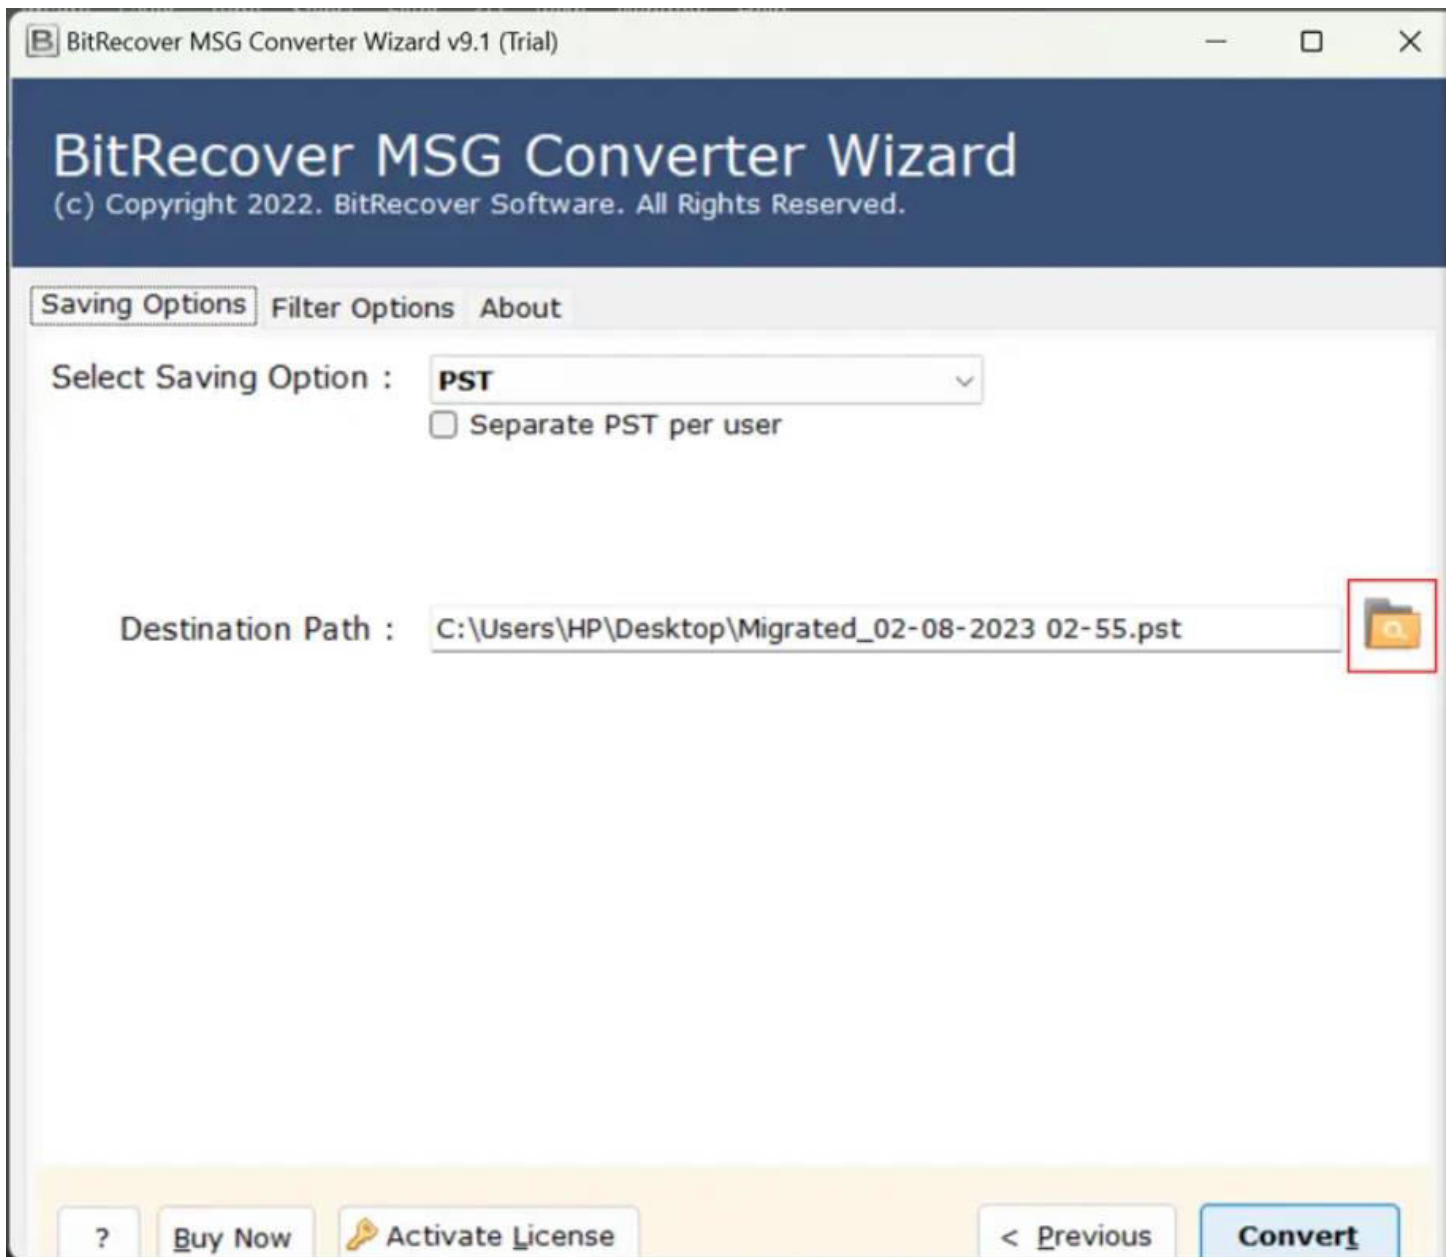 BitRecover MSG Converter Wizard v9.1 (Trial)
BitRecover MSG Converter Wizard
(c) Copyright 2022. BitRecover Software. All Rights Reserved.
Saving Options Filter Options About
Select Saving Option : PST
Separate PST per user
Destination Path : C:\Users\HP\Desktop\Migrated_02-08-2023 02-55.pst
? Buy Now Activate License < Previous Convert